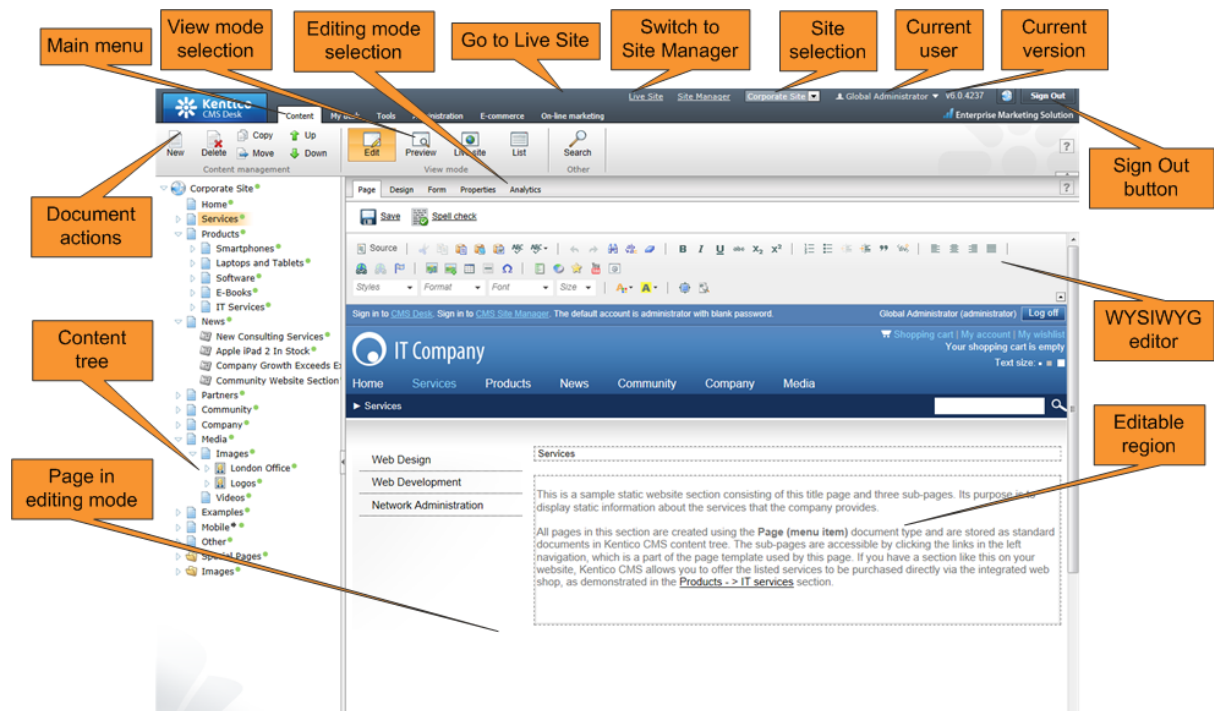 Main menu
View mode
selection
Editing mode
selection
Go to Live Site
Switch to
Site Manager
Site
selection
Current
user
Current
version
Kentico
CMS Desk
Live Site Site Manager Corporate Site Global Administrator v6.0.4237 Sign Out
Content My desk Tools Administration E-commerce On-line marketing
Enterprise Marketing Solution
New Delete Copy Move Up Down
Content management
Edit Preview Live site List
View mode
Search
Other
?
Sign Out
button
Document
actions
Content
tree
Page in
editing mode
Corporate Site
Home
Services
Products
Smartphones
Laptops and Tablets
Software
E-Books
IT Services
News
New Consulting Services
Apple iPad 2 In Stock
Company Growth Exceeds E
Community Website Section
Partners
Community
Company
Media
Images
London Office
Logos
Videos
Examples
Mobile
Other
Special Pages
Images
Page Design Form Properties Analytics
?
Save Spell check
Source B I U abc X₂ X²
Styles Format Font Size A A
WYSIWYG
editor
Sign in to CMS Desk. Sign in to CMS Site Manager. The default account is administrator with blank password. Global Administrator (administrator) Log off
IT Company
Shopping cart | My account | My wishlist
Your shopping cart is empty
Text size:
Home Services Products News Community Company Media
Services
Editable
region
Web Design
Web Development
Network Administration
Services
This is a sample static website section consisting of this title page and three sub-pages. Its purpose is to
display static information about the services that the company provides.
All pages in this section are created using the Page (menu item) document type and are stored as standard
documents in Kentico CMS content tree. The sub-pages are accessible by clicking the links in the left
navigation, which is a part of the page template used by this page. If you have a section like this on your
website, Kentico CMS allows you to offer the listed services to be purchased directly via the integrated web
shop, as demonstrated in the Products - > IT services section.